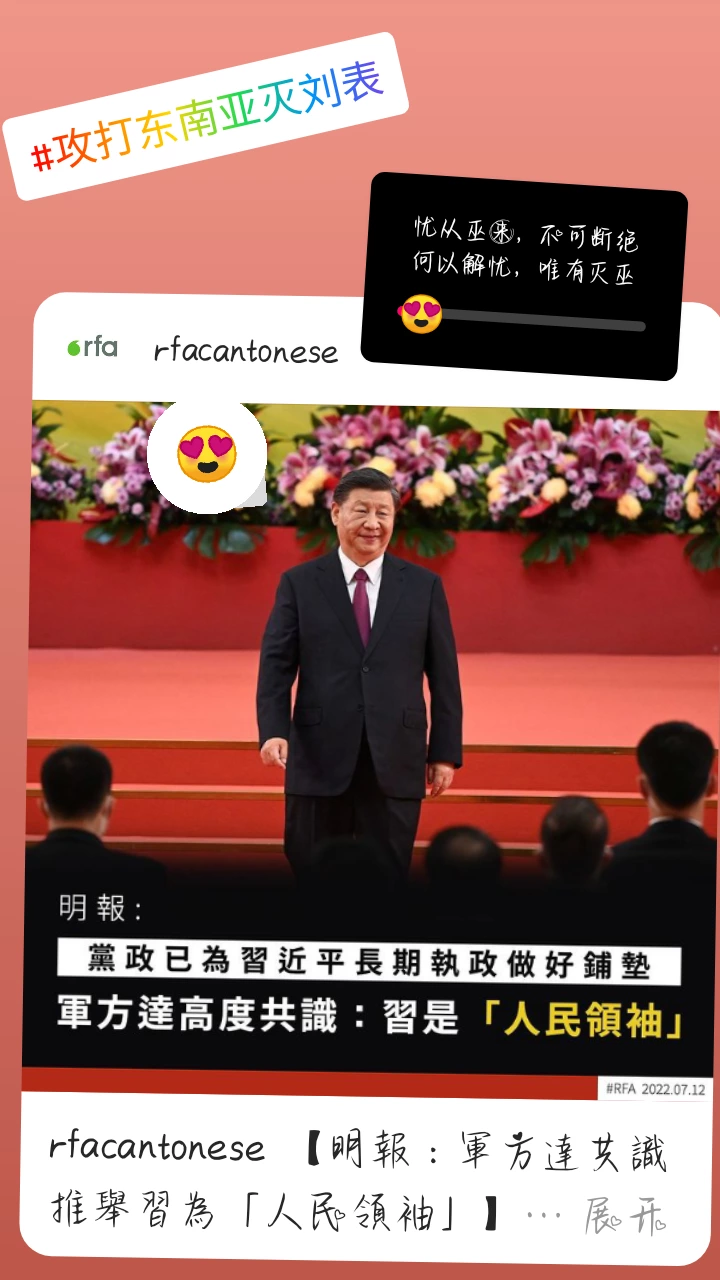 #攻打东南亚灭刘表
忧从巫来，不可断绝
何以解忧，唯有灭巫
rfa
rfacantonese
明報：
黨政已為習近平長期執政做好鋪墊
軍方達高度共識：習是「人民領袖」
#RFA 2022.07.12
rfacantonese 【明報：軍方達共識
推舉習為「人民領袖」】… 展开